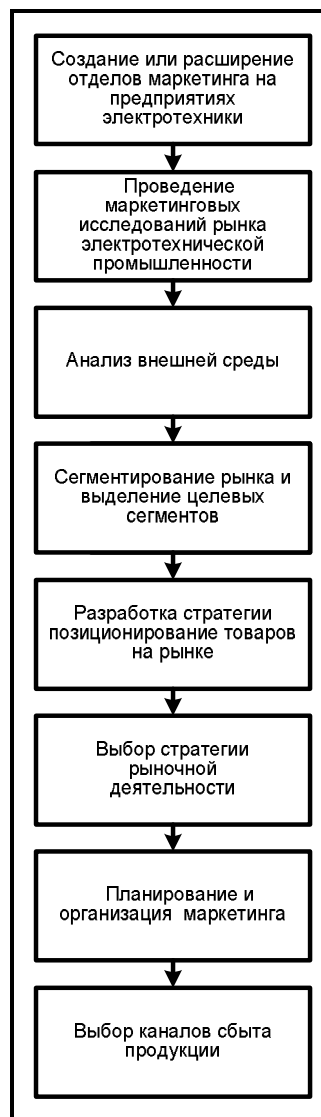 Создание или расширение
отделов маркетинга на
предприятиях
электротехники
Проведение
маркетинговых
исследований рынка
электротехнической
промышленности
Анализ внешней среды
Сегментирование рынка и
выделение целевых
сегментов
Разработка стратегии
позиционирование товаров
на рынке
Выбор стратегии
рыночной
деятельности
Планирование и
организация  маркетинга
Выбор каналов сбыта
продукции